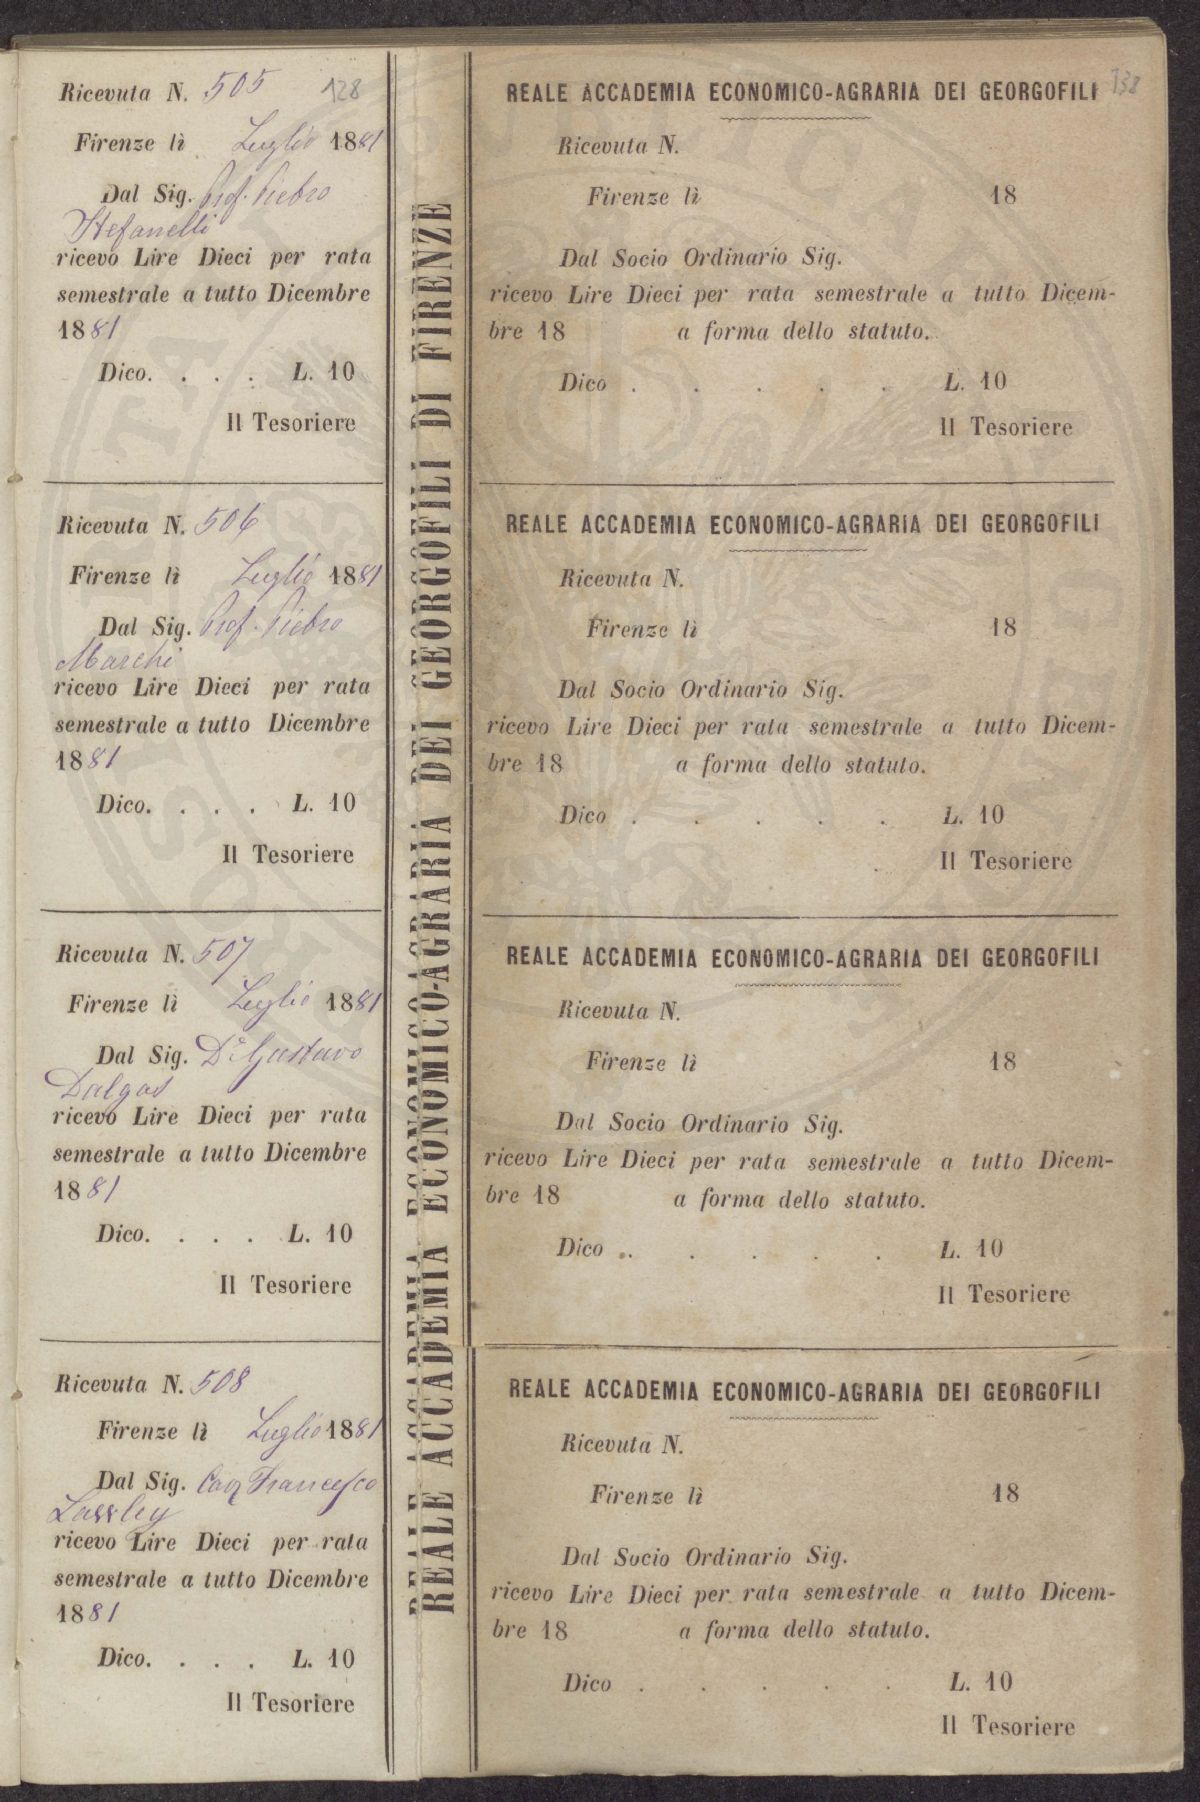 Ricevuta N. 505 128
Firenze lì Luglio 1881
Dal Sig. Prof. Pietro
Stefanelli
ricevo Lire Dieci per rata
semestrale a tutto Dicembre
1881
Dico. . . . L. 10
Il Tesoriere
Ricevuta N. 506
Firenze lì Luglio 1881
Dal Sig. Prof. Pietro
Marchi
ricevo Lire Dieci per rata
semestrale a tutto Dicembre
1881
Dico. . . . L. 10
Il Tesoriere
Ricevuta N. 507
Firenze lì Luglio 1881
Dal Sig. Dr Gustavo
Dalgas
ricevo Lire Dieci per rata
semestrale a tutto Dicembre
1881
Dico. . . . L. 10
Il Tesoriere
Ricevuta N. 508
Firenze lì Luglio 1881
Dal Sig. Cav Francesco
Lawley
ricevo Lire Dieci per rata
semestrale a tutto Dicembre
1881
Dico. . . . L. 10
Il Tesoriere
REALE ACCADEMIA ECONOMICO-AGRARIA DEI GEORGOFILI DI FIRENZE
REALE ACCADEMIA ECONOMICO-AGRARIA DEI GEORGOFILI 138
Ricevuta N.
Firenze lì 18
Dal Socio Ordinario Sig.
ricevo Lire Dieci per rata semestrale a tutto Dicem-
bre 18 a forma dello statuto.
Dico . . . . . L. 10
Il Tesoriere
REALE ACCADEMIA ECONOMICO-AGRARIA DEI GEORGOFILI
Ricevuta N.
Firenze lì 18
Dal Socio Ordinario Sig.
ricevo Lire Dieci per rata semestrale a tutto Dicem-
bre 18 a forma dello statuto.
Dico . . . . . L. 10
Il Tesoriere
REALE ACCADEMIA ECONOMICO-AGRARIA DEI GEORGOFILI
Ricevuta N.
Firenze lì 18
Dal Socio Ordinario Sig.
ricevo Lire Dieci per rata semestrale a tutto Dicem-
bre 18 a forma dello statuto.
Dico . . . . . L. 10
Il Tesoriere
REALE ACCADEMIA ECONOMICO-AGRARIA DEI GEORGOFILI
Ricevuta N.
Firenze lì 18
Dal Socio Ordinario Sig.
ricevo Lire Dieci per rata semestrale a tutto Dicem-
bre 18 a forma dello statuto.
Dico . . . . . L. 10
Il Tesoriere